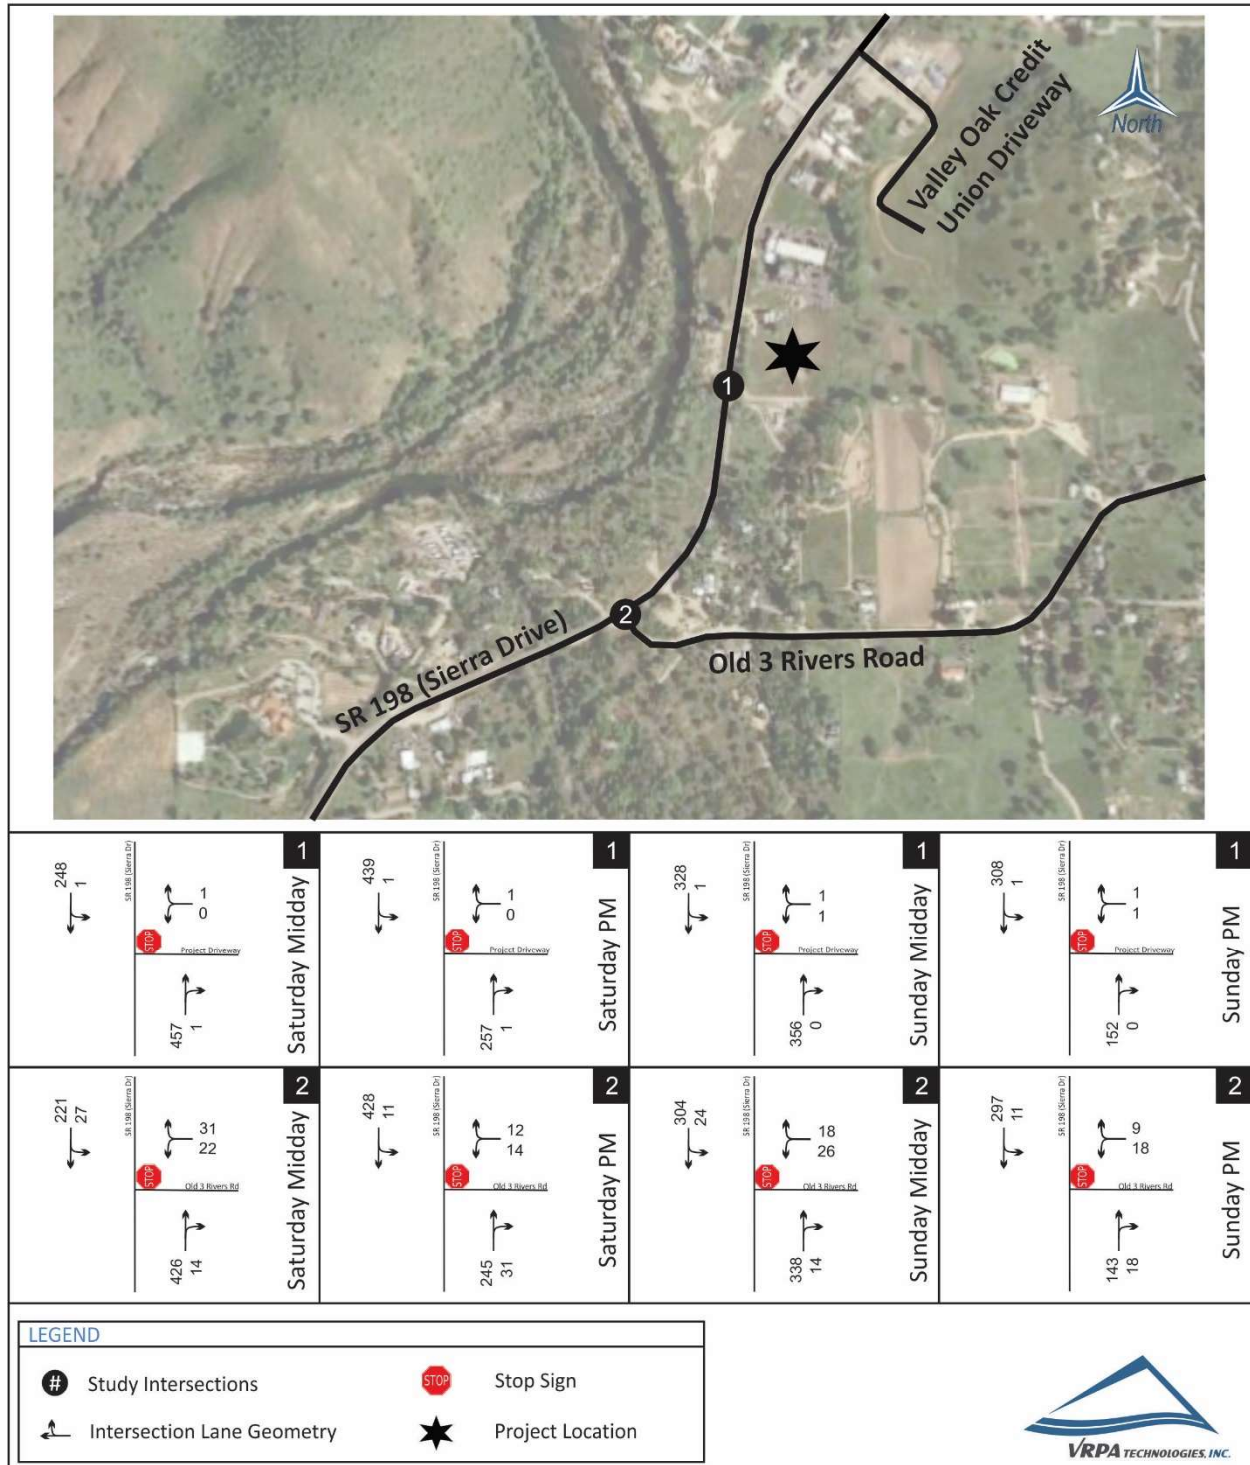 Valley Oak Credit
Union Driveway
North
1
2
SR 198 (Sierra Drive)
Old 3 Rivers Road
248
1
SR 198 (Sierra Dr)
1
0
STOP
Project Driveway
457
1
1
Saturday Midday
439
1
SR 198 (Sierra Dr)
1
0
STOP
Project Driveway
257
1
1
Saturday PM
328
1
SR 198 (Sierra Dr)
1
1
STOP
Project Driveway
356
0
1
Sunday Midday
308
1
SR 198 (Sierra Dr)
1
1
STOP
Project Driveway
152
0
1
Sunday PM
221
27
SR 198 (Sierra Dr)
31
22
STOP
Old 3 Rivers Rd
426
14
2
Saturday Midday
428
11
SR 198 (Sierra Dr)
12
14
STOP
Old 3 Rivers Rd
245
31
2
Saturday PM
304
24
SR 198 (Sierra Dr)
18
26
STOP
Old 3 Rivers Rd
338
14
2
Sunday Midday
297
11
SR 198 (Sierra Dr)
9
18
STOP
Old 3 Rivers Rd
143
18
2
Sunday PM
LEGEND
# Study Intersections
STOP Stop Sign
Intersection Lane Geometry
Project Location
VRPA TECHNOLOGIES, INC.